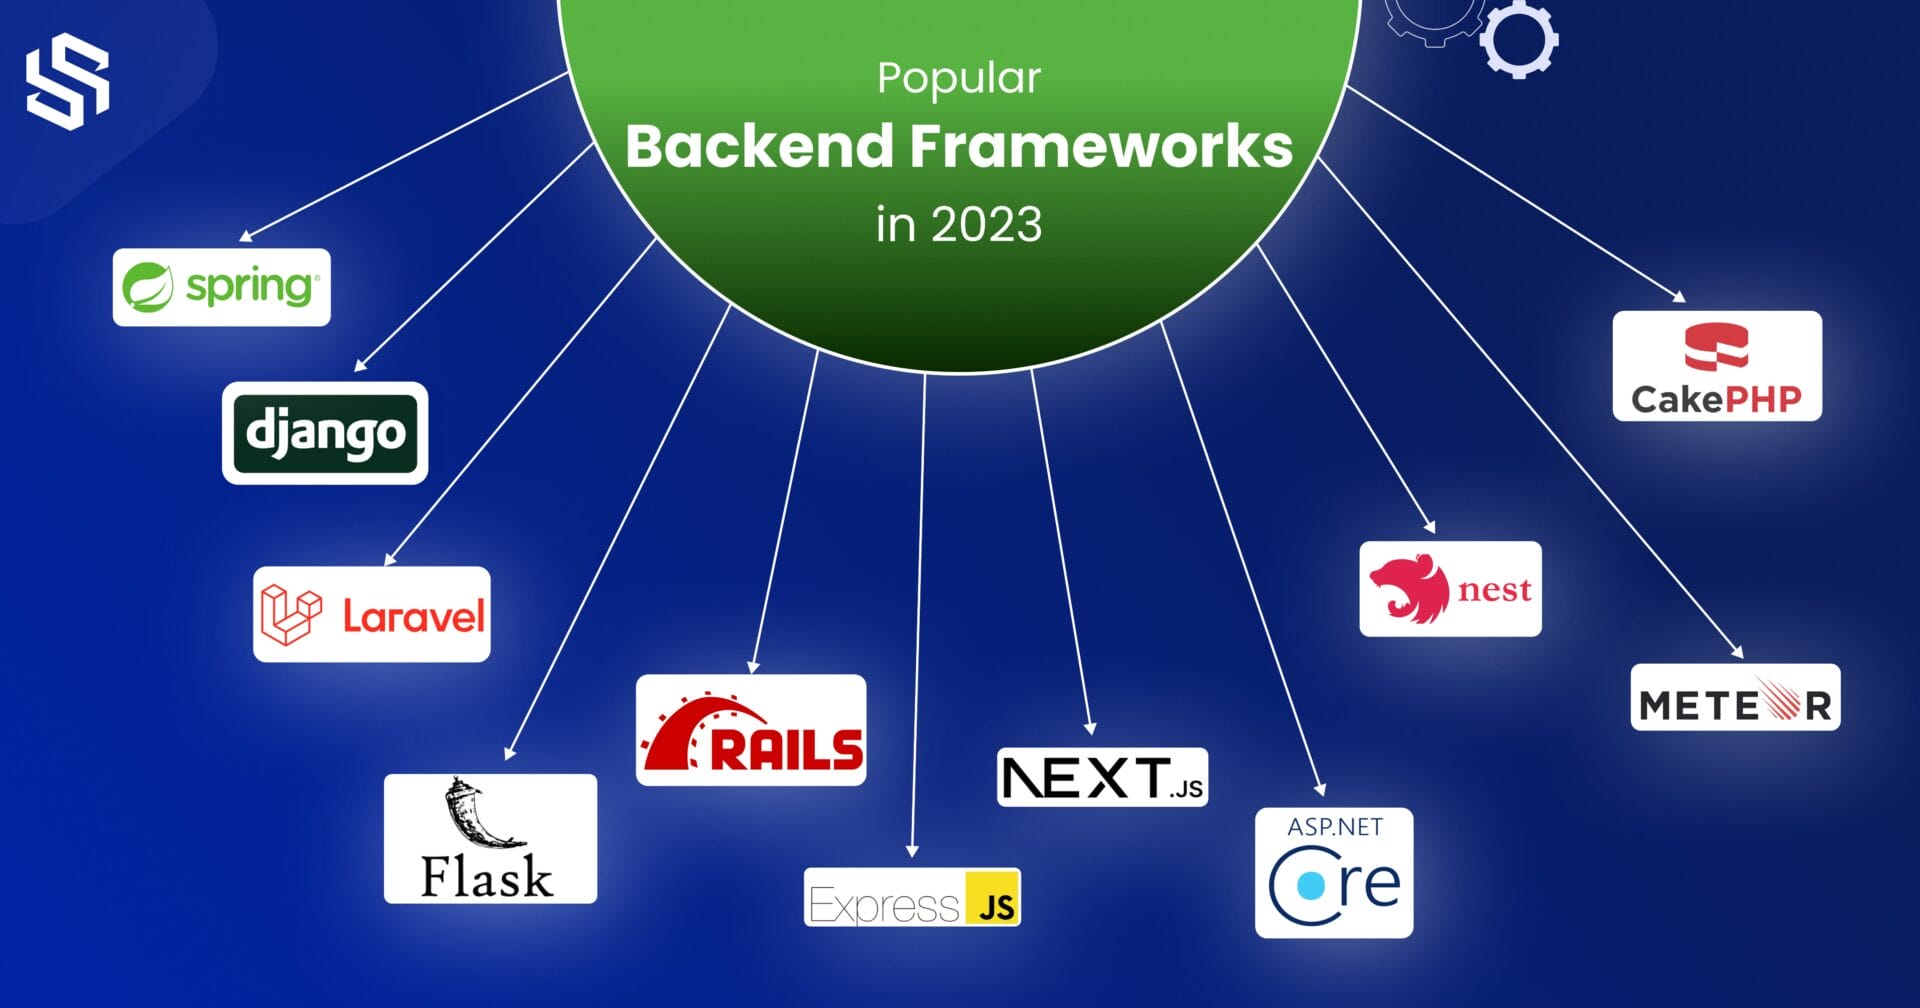 Popular
Backend Frameworks
in 2023
spring®
django
Laravel
Flask
RAILS
Express JS
NEXT.JS
ASP.NET
Core
nest
METEOR
CakePHP